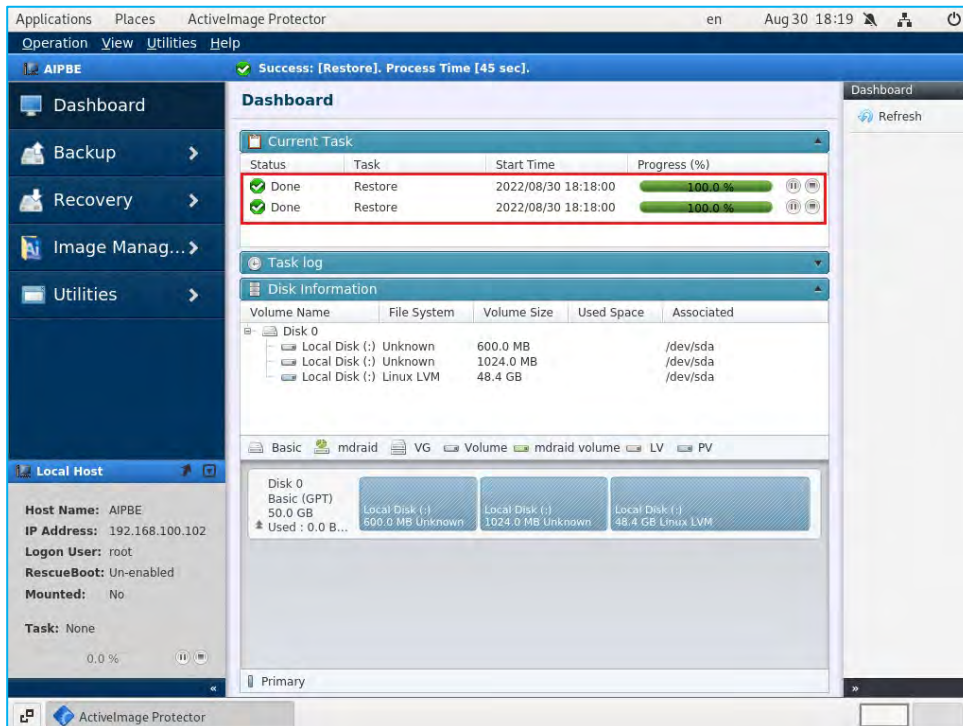 Applications Places ActiveImage Protector en Aug 30 18:19
Operation View Utilities Help
AIPBE Success: [Restore]. Process Time [45 sec].
Dashboard
Backup
Recovery
Image Manag...
Utilities
Local Host
Host Name: AIPBE
IP Address: 192.168.100.102
Logon User: root
RescueBoot: Un-enabled
Mounted: No
Task: None
0.0 %
«
Dashboard
Current Task
Status Task Start Time Progress (%)
Done Restore 2022/08/30 18:18:00 100.0 %
Done Restore 2022/08/30 18:18:00 100.0 %
Task log
Disk Information
Volume Name File System Volume Size Used Space Associated
Disk 0
Local Disk (:) Unknown 600.0 MB /dev/sda
Local Disk (:) Unknown 1024.0 MB /dev/sda
Local Disk (:) Linux LVM 48.4 GB /dev/sda
Basic mdraid VG Volume mdraid volume LV PV
Disk 0
Basic (GPT)
50.0 GB
Used : 0.0 B...
Local Disk (:)
600.0 MB Unknown
Local Disk (:)
1024.0 MB Unknown
Local Disk (:)
48.4 GB Linux LVM
Primary
Dashboard
Refresh
»
ActiveImage Protector